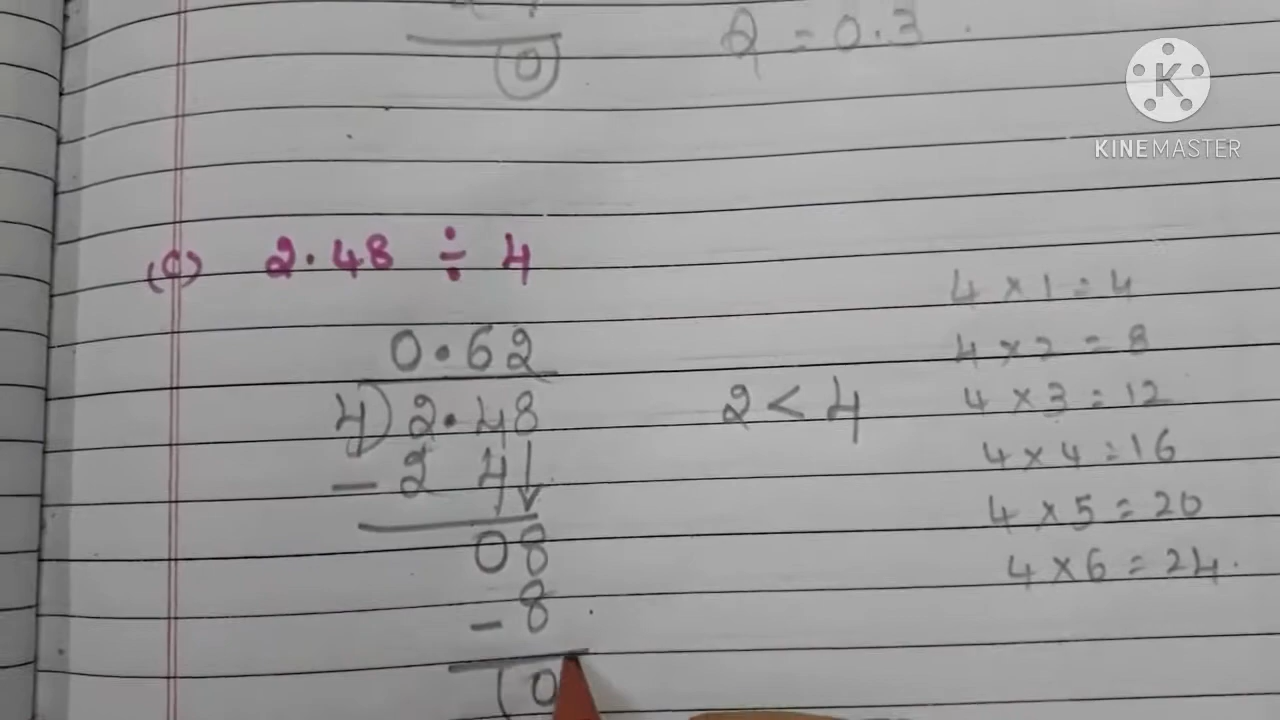 0 Q = 0.3.
KINEMASTER
(c) 2.48 ÷ 4
0.62
4) 2.48 2 < 4
- 2 4
08
- 8
0
4 × 1 = 4
4 × 2 = 8
4 × 3 = 12
4 × 4 = 16
4 × 5 = 20
4 × 6 = 24.